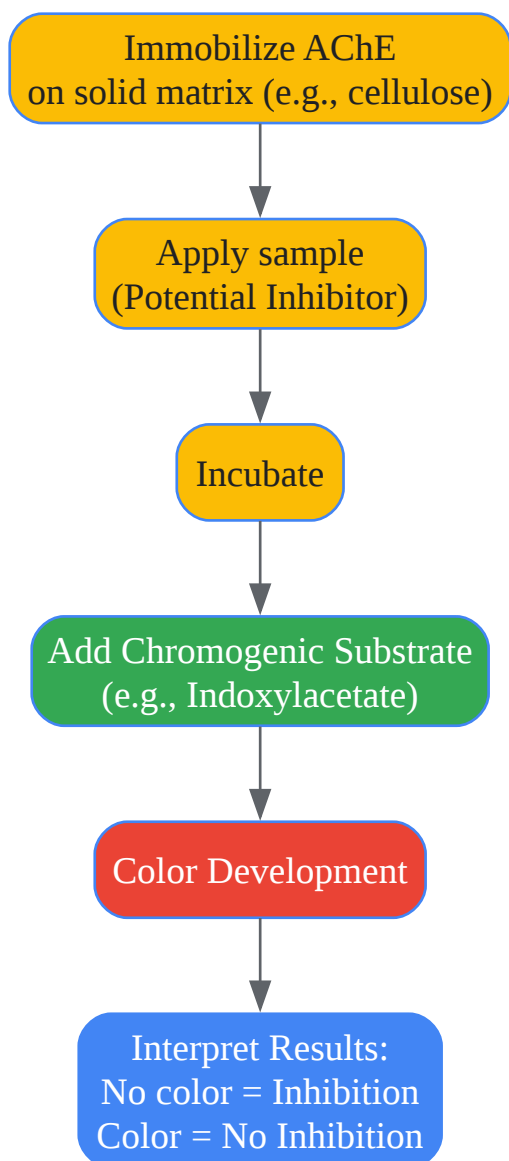 Immobilize AChE
on solid matrix (e.g., cellulose)
Apply sample
(Potential Inhibitor)
Incubate
Add Chromogenic Substrate
(e.g., Indoxylacetate)
Color Development
Interpret Results:
No color = Inhibition
Color = No Inhibition